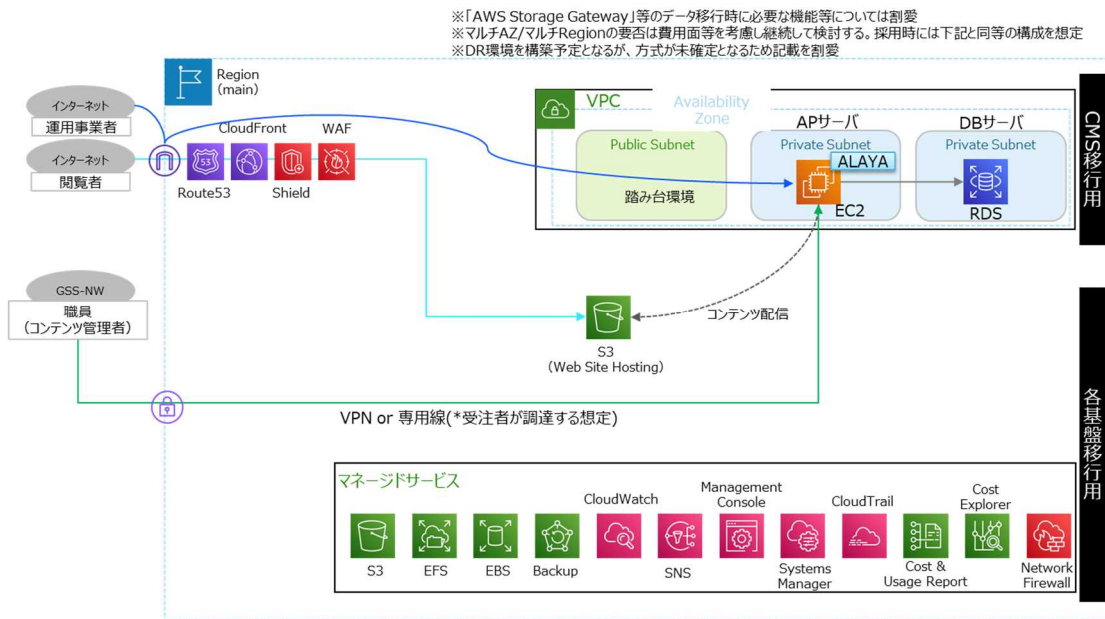 ※「AWS Storage Gateway」等のデータ移行時に必要な機能等については割愛
※マルチAZ/マルチRegionの要否は費用面等を考慮し継続して検討する。採用時には下記と同等の構成を想定
※DR環境を構築予定となるが、方式が未確定となるため記載を割愛
Region
(main)
インターネット
運用事業者
インターネット
閲覧者
CloudFront
WAF
53
Route53
Shield
VPC
Availability
Zone
Public Subnet
踏み台環境
APサーバ
Private Subnet
ALAYA
EC2
DBサーバ
Private Subnet
RDS
CMS移行用
GSS-NW
職員
(コンテンツ管理者)
コンテンツ配信
S3
(Web Site Hosting)
VPN or 専用線(*受注者が調達する想定)
各基盤移行用
マネージドサービス
S3
EFS
EBS
Backup
CloudWatch
SNS
Management
Console
Systems
Manager
CloudTrail
Cost &
Usage Report
Cost
Explorer
Network
Firewall